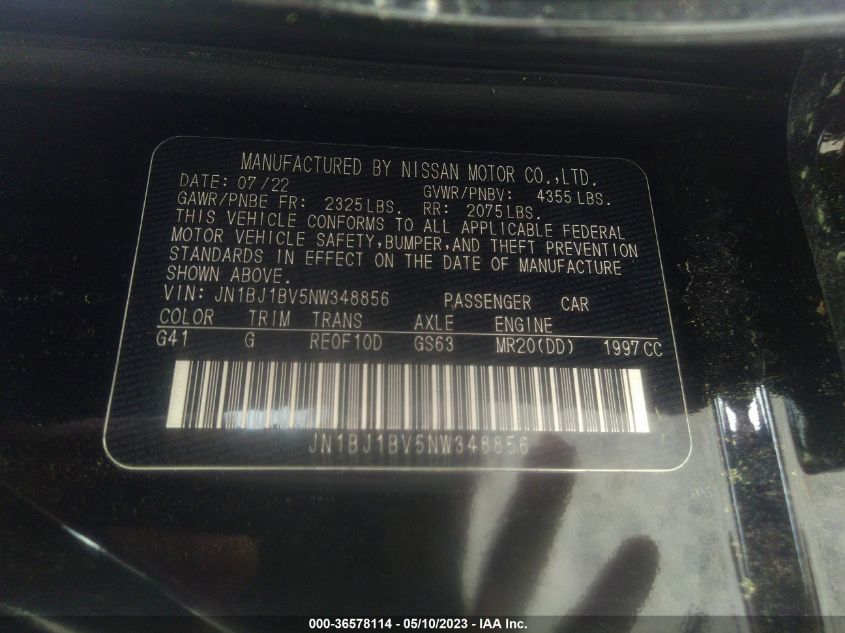 MANUFACTURED BY NISSAN MOTOR CO.,LTD.
DATE: 07/22 GVWR/PNBV: 4355 LBS.
GAWR/PNBE FR: 2325 LBS. RR: 2075 LBS.
THIS VEHICLE CONFORMS TO ALL APPLICABLE FEDERAL
MOTOR VEHICLE SAFETY, BUMPER, AND THEFT PREVENTION
STANDARDS IN EFFECT ON THE DATE OF MANUFACTURE
SHOWN ABOVE.
VIN: JN1BJ1BV5NW348856 PASSENGER CAR
COLOR TRIM TRANS AXLE ENGINE
G41 G RE0F10D GS63 MR20(DD) 1997 CC
JN1BJ1BV5NW348856
000-36578114 — 05/10/2023 — IAA Inc.